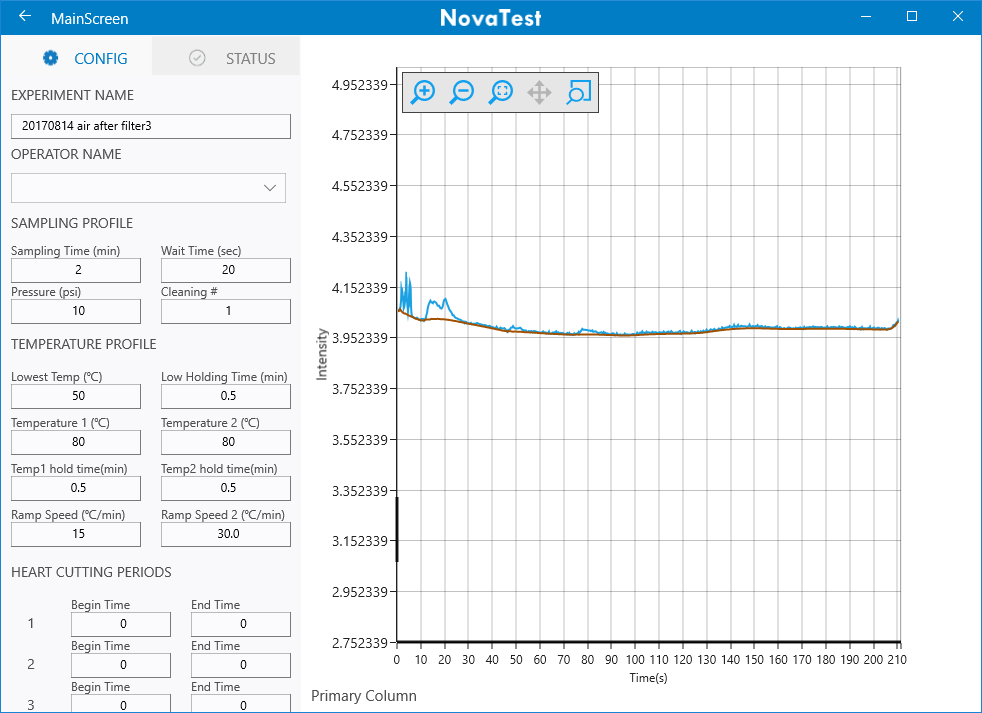 MainScreen
NovaTest
CONFIG
STATUS
EXPERIMENT NAME
20170814 air after filter3
OPERATOR NAME
SAMPLING PROFILE
Sampling Time (min)
Wait Time (sec)
2
20
Pressure (psi)
Cleaning #
10
1
TEMPERATURE PROFILE
Lowest Temp (℃)
Low Holding Time (min)
50
0.5
Temperature 1 (℃)
Temperature 2 (℃)
80
80
Temp1 hold time(min)
Temp2 hold time(min)
0.5
0.5
Ramp Speed (℃/min)
Ramp Speed 2 (℃/min)
15
30.0
HEART CUTTING PERIODS
Begin Time
End Time
1
0
0
Begin Time
End Time
2
0
0
Begin Time
End Time
3
0
0
4.952339
4.752339
4.552339
4.352339
4.152339
3.952339
3.752339
3.552339
3.352339
3.152339
2.952339
2.752339
Intensity
0 10 20 30 40 50 60 70 80 90 100 110 120 130 140 150 160 170 180 190 200 210
Time(s)
Primary Column